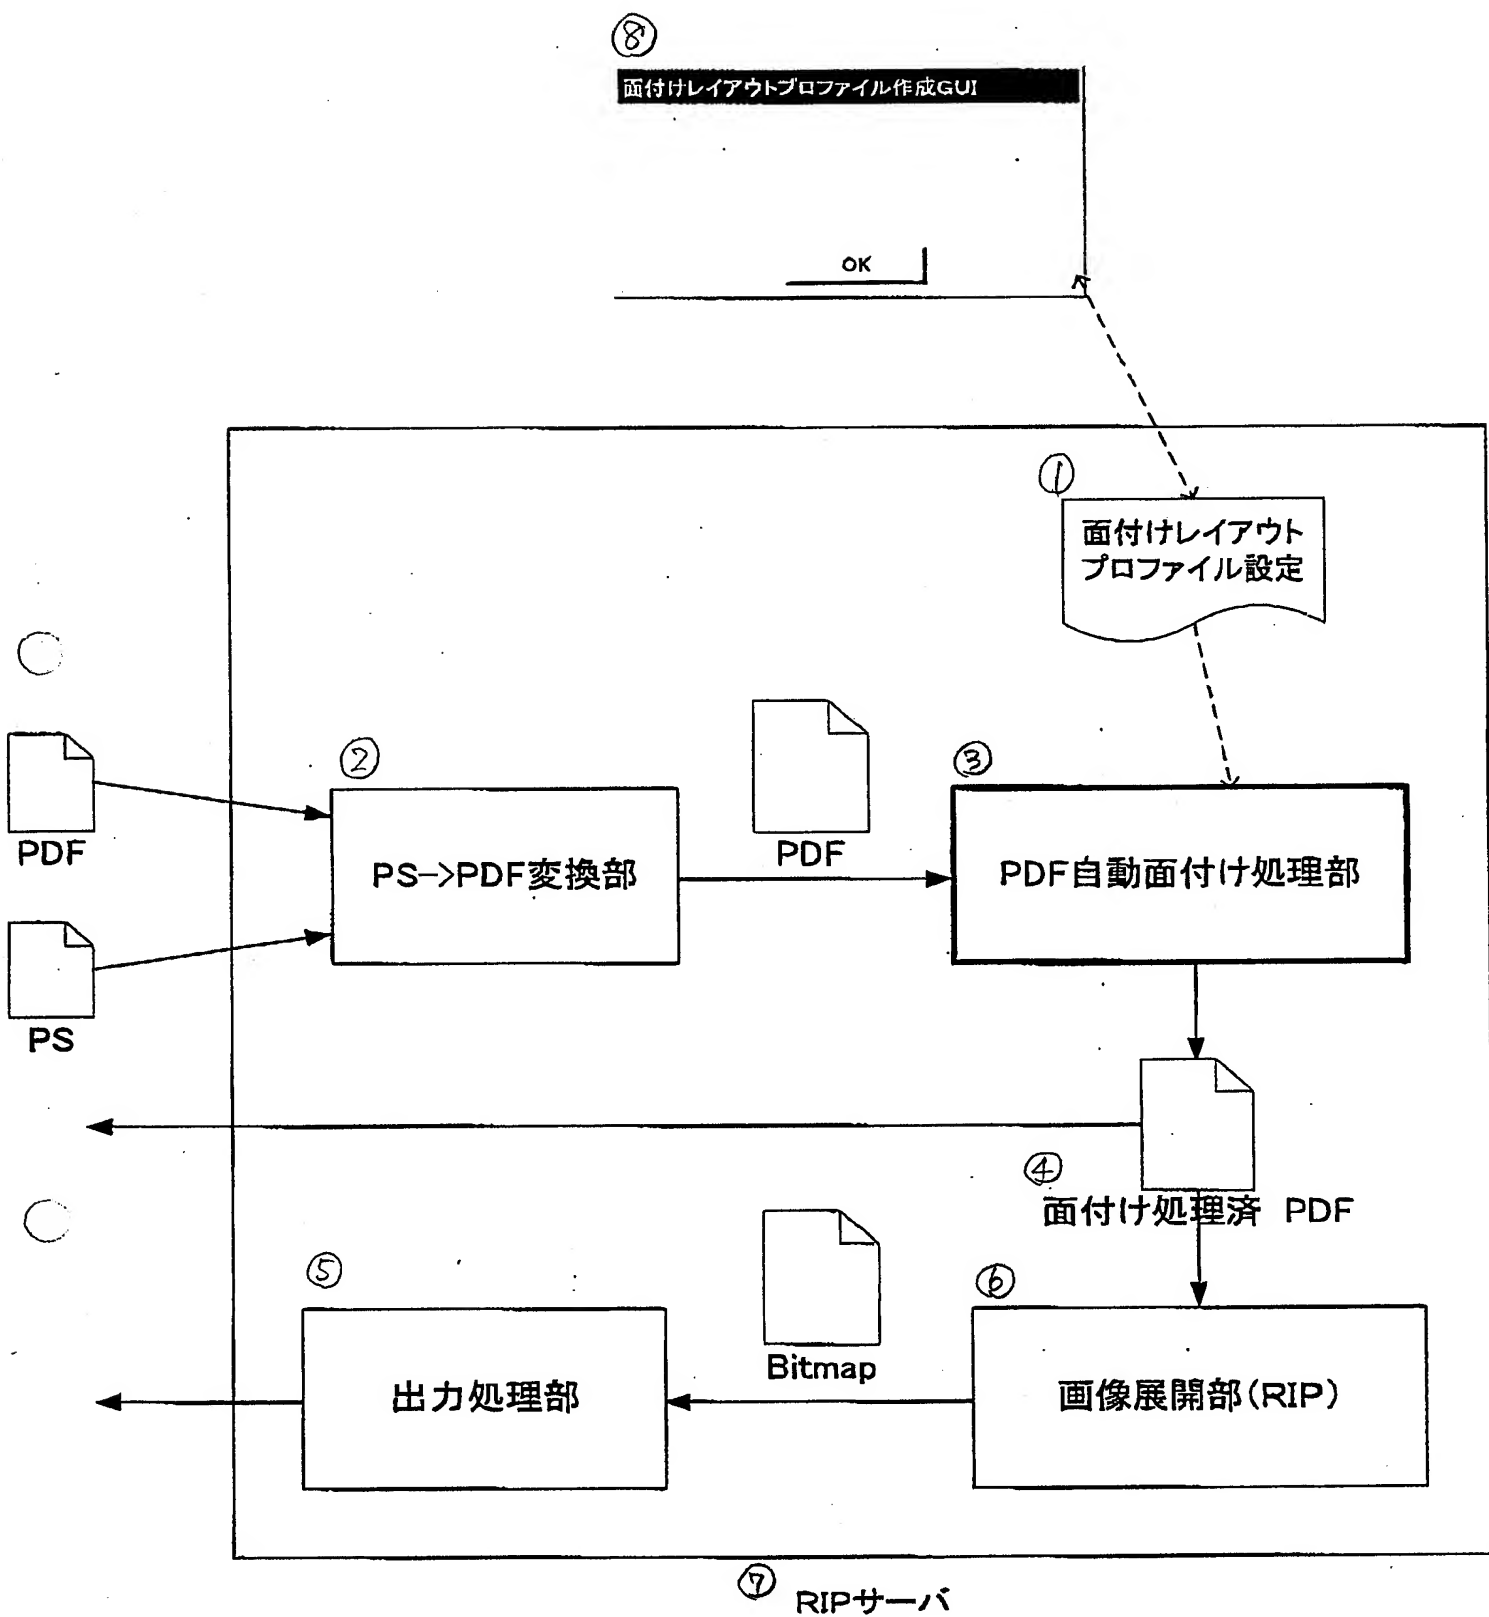 ⑧
面付けレイアウトプロファイル作成GUI
OK
①
面付けレイアウト
プロファイル設定
PDF
②
PS->PDF変換部
PDF
③
PDF自動面付け処理部
PS
④
面付け処理済 PDF
⑤
出力処理部
Bitmap
⑥
画像展開部(RIP)
⑦ RIPサーバ